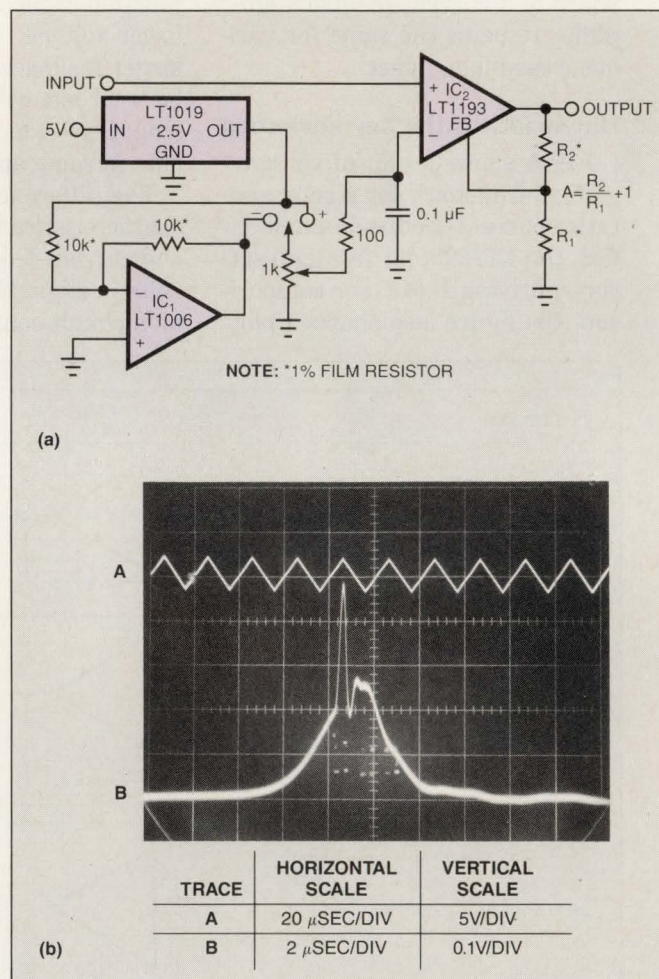 INPUT
LT1019
5V
IN
2.5V
OUT
GND
+
IC2
LT1193
−
FB
OUTPUT
R2*
A= R2/R1 +1
R1*
10k*
10k*
−
+
100
0.1 μF
1k
−
IC1
LT1006
+
NOTE: *1% FILM RESISTOR
(a)
A
B
TRACE
HORIZONTAL
SCALE
VERTICAL
SCALE
A 20 μSEC/DIV 5V/DIV
B 2 μSEC/DIV 0.1V/DIV
(b)